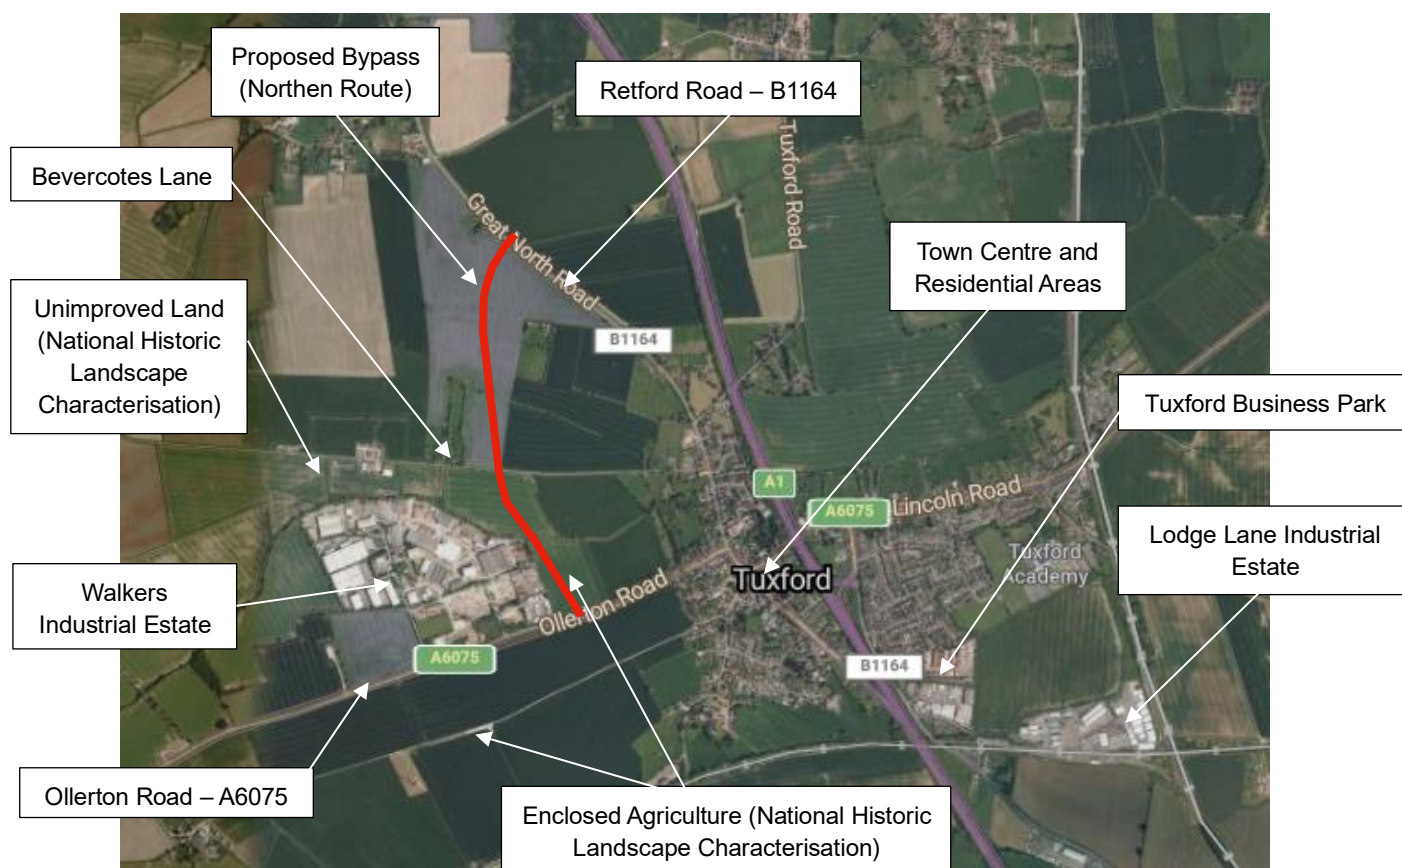 Proposed Bypass
(Northen Route)
Retford Road – B1164
Bevercotes Lane
Unimproved Land
(National Historic
Landscape
Characterisation)
Town Centre and
Residential Areas
Tuxford Business Park
Lodge Lane Industrial
Estate
Walkers
Industrial Estate
Ollerton Road – A6075
Enclosed Agriculture (National Historic
Landscape Characterisation)
Great North Road
Tuxford Road
B1164
A1
A6075
Lincoln Road
Tuxford
Academy
Tuxford
Ollerton Road
A6075
B1164